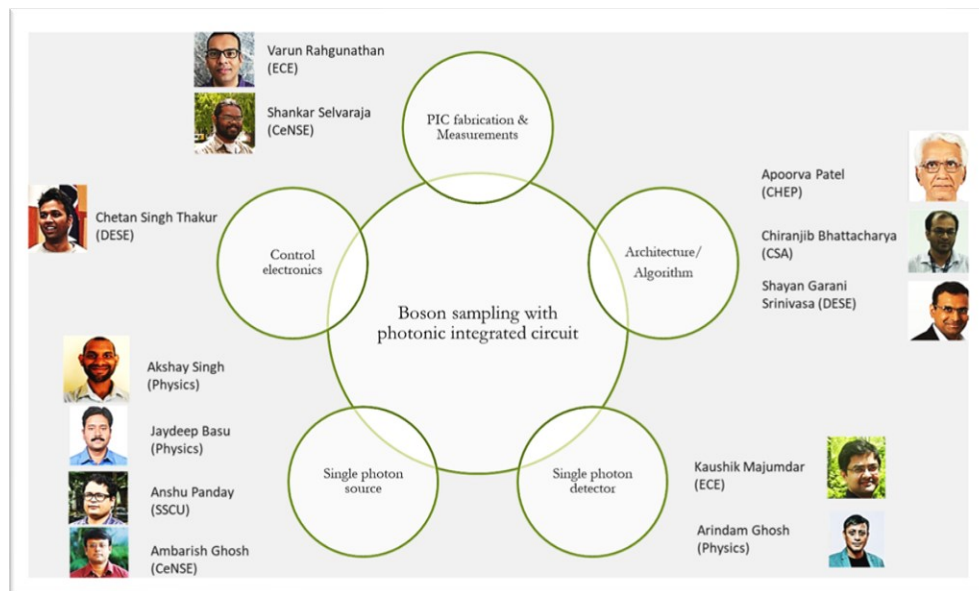 Varun Rahgunathan
(ECE)
Shankar Selvaraja
(CeNSE)
PIC fabrication &
Measurements
Apoorva Patel
(CHEP)
Chiranjib Bhattacharya
(CSA)
Shayan Garani
Srinivasa (DESE)
Chetan Singh Thakur
(DESE)
Control
electronics
Architecture/
Algorithm
Boson sampling with
photonic integrated circuit
Akshay Singh
(Physics)
Jaydeep Basu
(Physics)
Anshu Panday
(SSCU)
Ambarish Ghosh
(CeNSE)
Single photon
source
Single photon
detector
Kaushik Majumdar
(ECE)
Arindam Ghosh
(Physics)